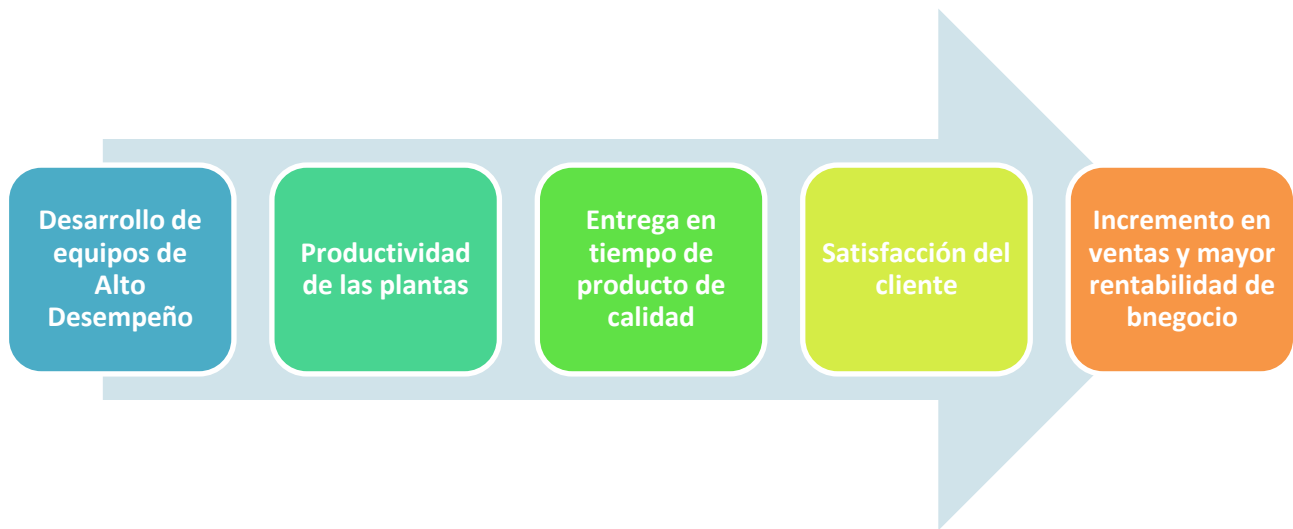 Desarrollo de
equipos de
Alto
Desempeño
Productividad
de las plantas
Entrega en
tiempo de
producto de
calidad
Satisfacción del
cliente
Incremento en
ventas y mayor
rentabilidad de
bnegocio